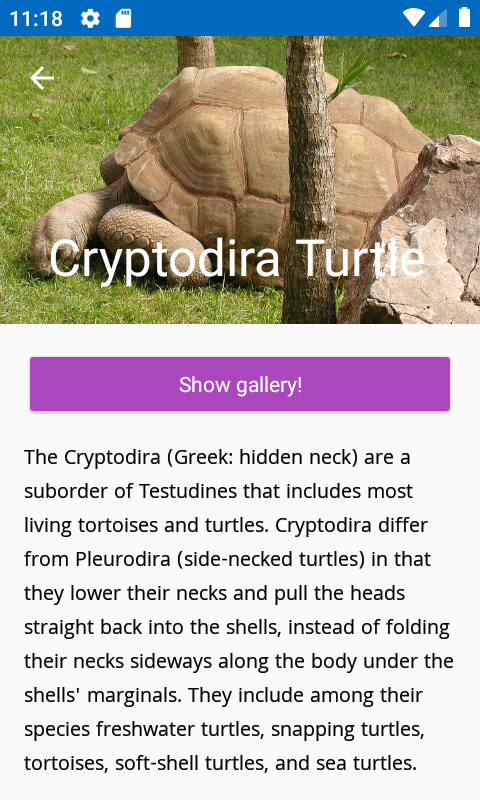 11:18
Cryptodira Turtle
Show gallery!
The Cryptodira (Greek: hidden neck) are a
suborder of Testudines that includes most
living tortoises and turtles. Cryptodira differ
from Pleurodira (side-necked turtles) in that
they lower their necks and pull the heads
straight back into the shells, instead of folding
their necks sideways along the body under the
shells' marginals. They include among their
species freshwater turtles, snapping turtles,
tortoises, soft-shell turtles, and sea turtles.